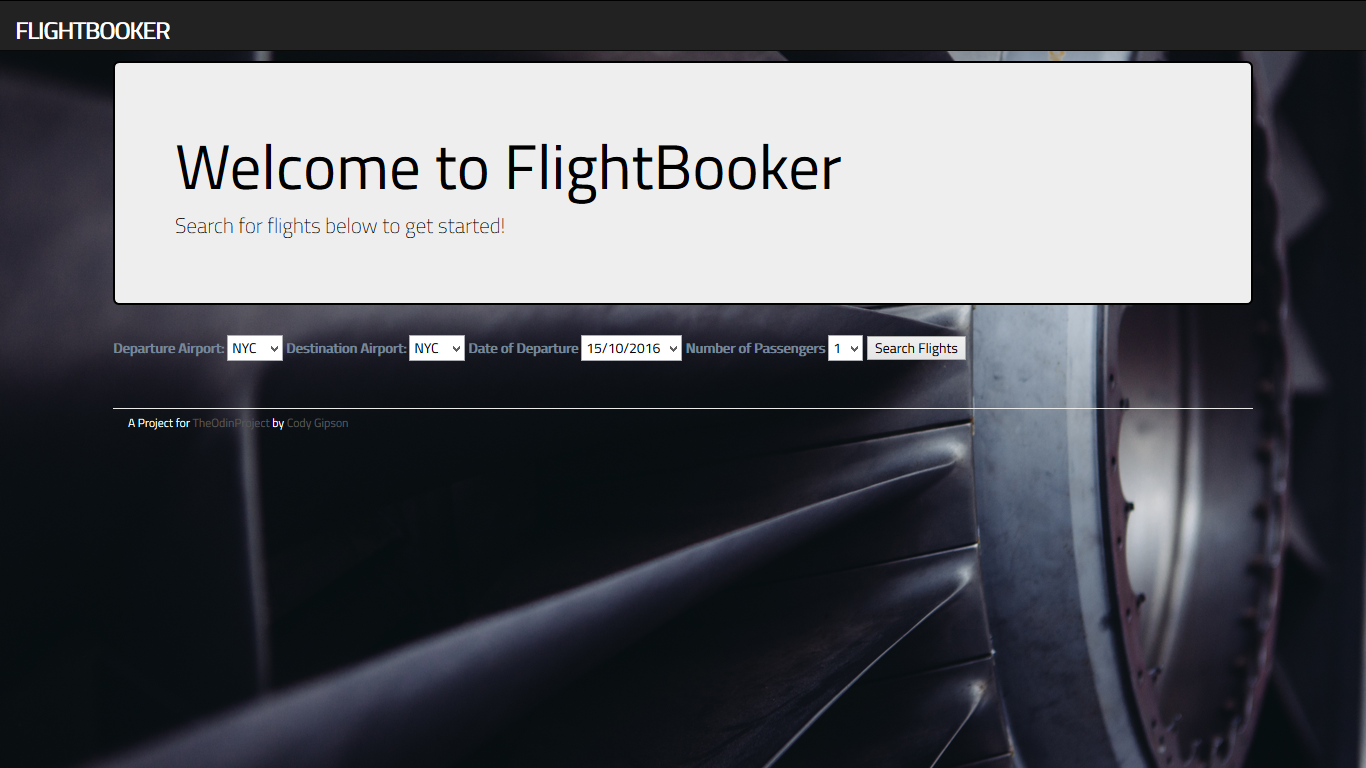 FLIGHTBOOKER
Welcome to FlightBooker
Search for flights below to get started!
Departure Airport: NYC Destination Airport: NYC Date of Departure 15/10/2016 Number of Passengers 1 Search Flights
A Project for TheOdinProject by Cody Gipson